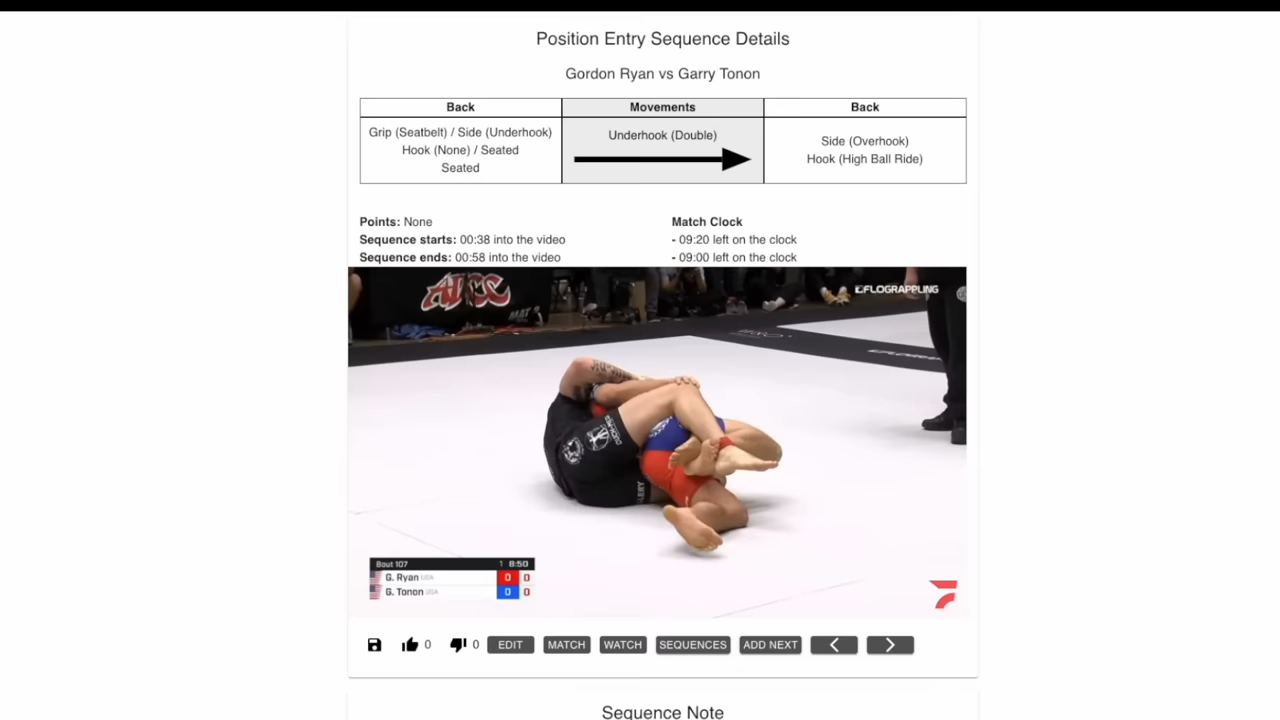 Position Entry Sequence Details
Gordon Ryan vs Garry Tonon
Back
Movements
Back
Grip (Seatbelt) / Side (Underhook)
Hook (None) / Seated
Seated
Underhook (Double)
Side (Overhook)
Hook (High Ball Ride)
Points: None
Sequence starts: 00:38 into the video
Sequence ends: 00:58 into the video
Match Clock
- 09:20 left on the clock
- 09:00 left on the clock
ADCC
MAT
FLOGRAPPLING
Bout 107 1 8:50
G. Ryan USA 0 0
G. Tonon USA 0 0
0 0 EDIT MATCH WATCH SEQUENCES ADD NEXT
Sequence Note